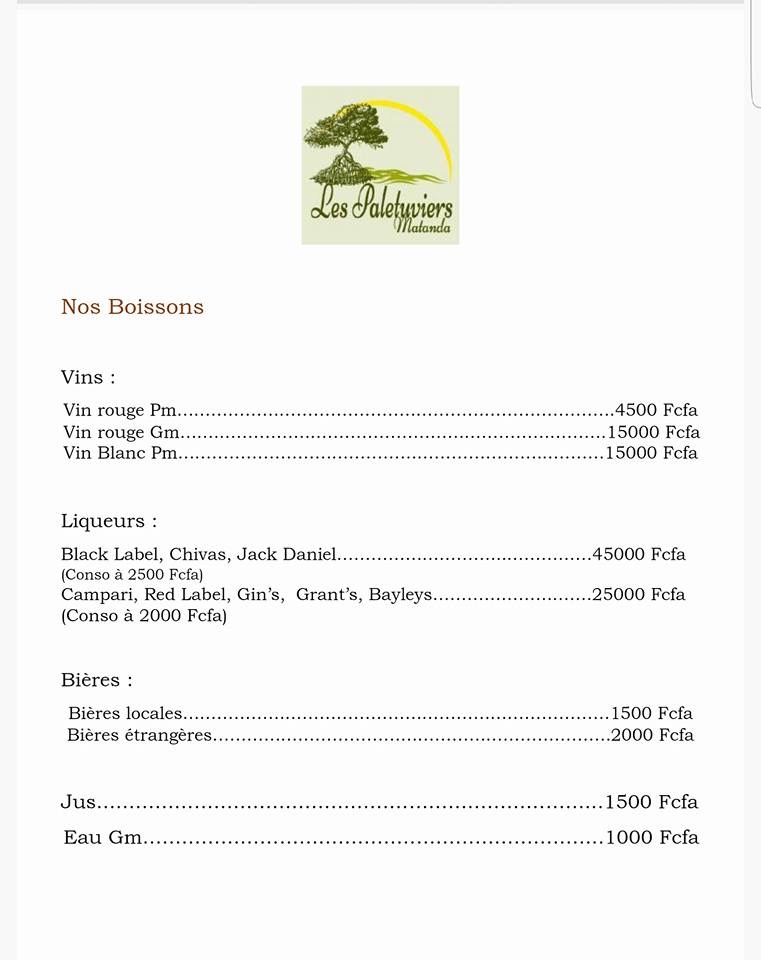 Les Paletuviers
Matanda
Nos Boissons
Vins :
Vin rouge Pm.......................................................................4500 Fcfa
Vin rouge Gm.....................................................................15000 Fcfa
Vin Blanc Pm.....................................................................15000 Fcfa
Liqueurs :
Black Label, Chivas, Jack Daniel.........................................45000 Fcfa
(Conso à 2500 Fcfa)
Campari, Red Label, Gin’s,  Grant’s, Bayleys..........................25000 Fcfa
(Conso à 2000 Fcfa)
Bières :
Bières locales.....................................................................1500 Fcfa
Bières étrangères................................................................2000 Fcfa
Jus.................................................................................1500 Fcfa
Eau Gm..........................................................................1000 Fcfa